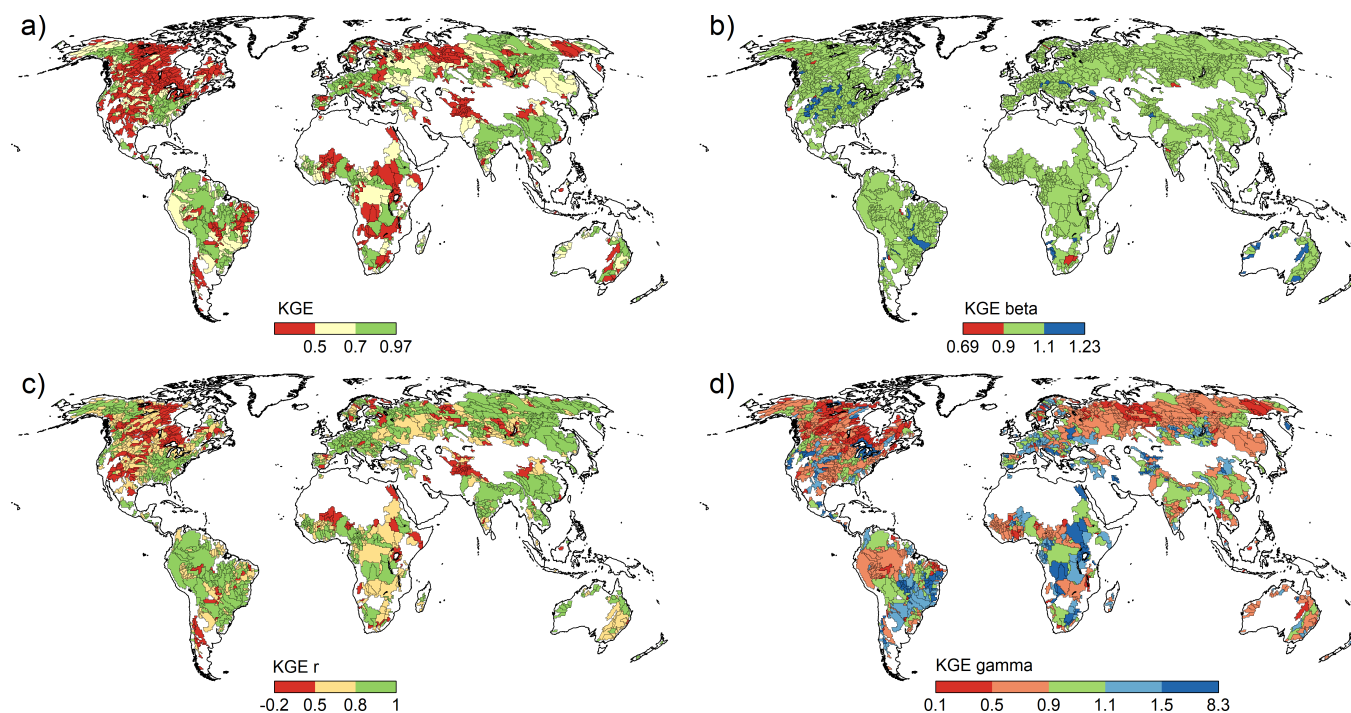 a)
b)
KGE
0.5 0.7 0.97
KGE beta
0.69 0.9 1.1 1.23
c)
d)
KGE r
-0.2 0.5 0.8 1
KGE gamma
0.1 0.5 0.9 1.1 1.5 8.3